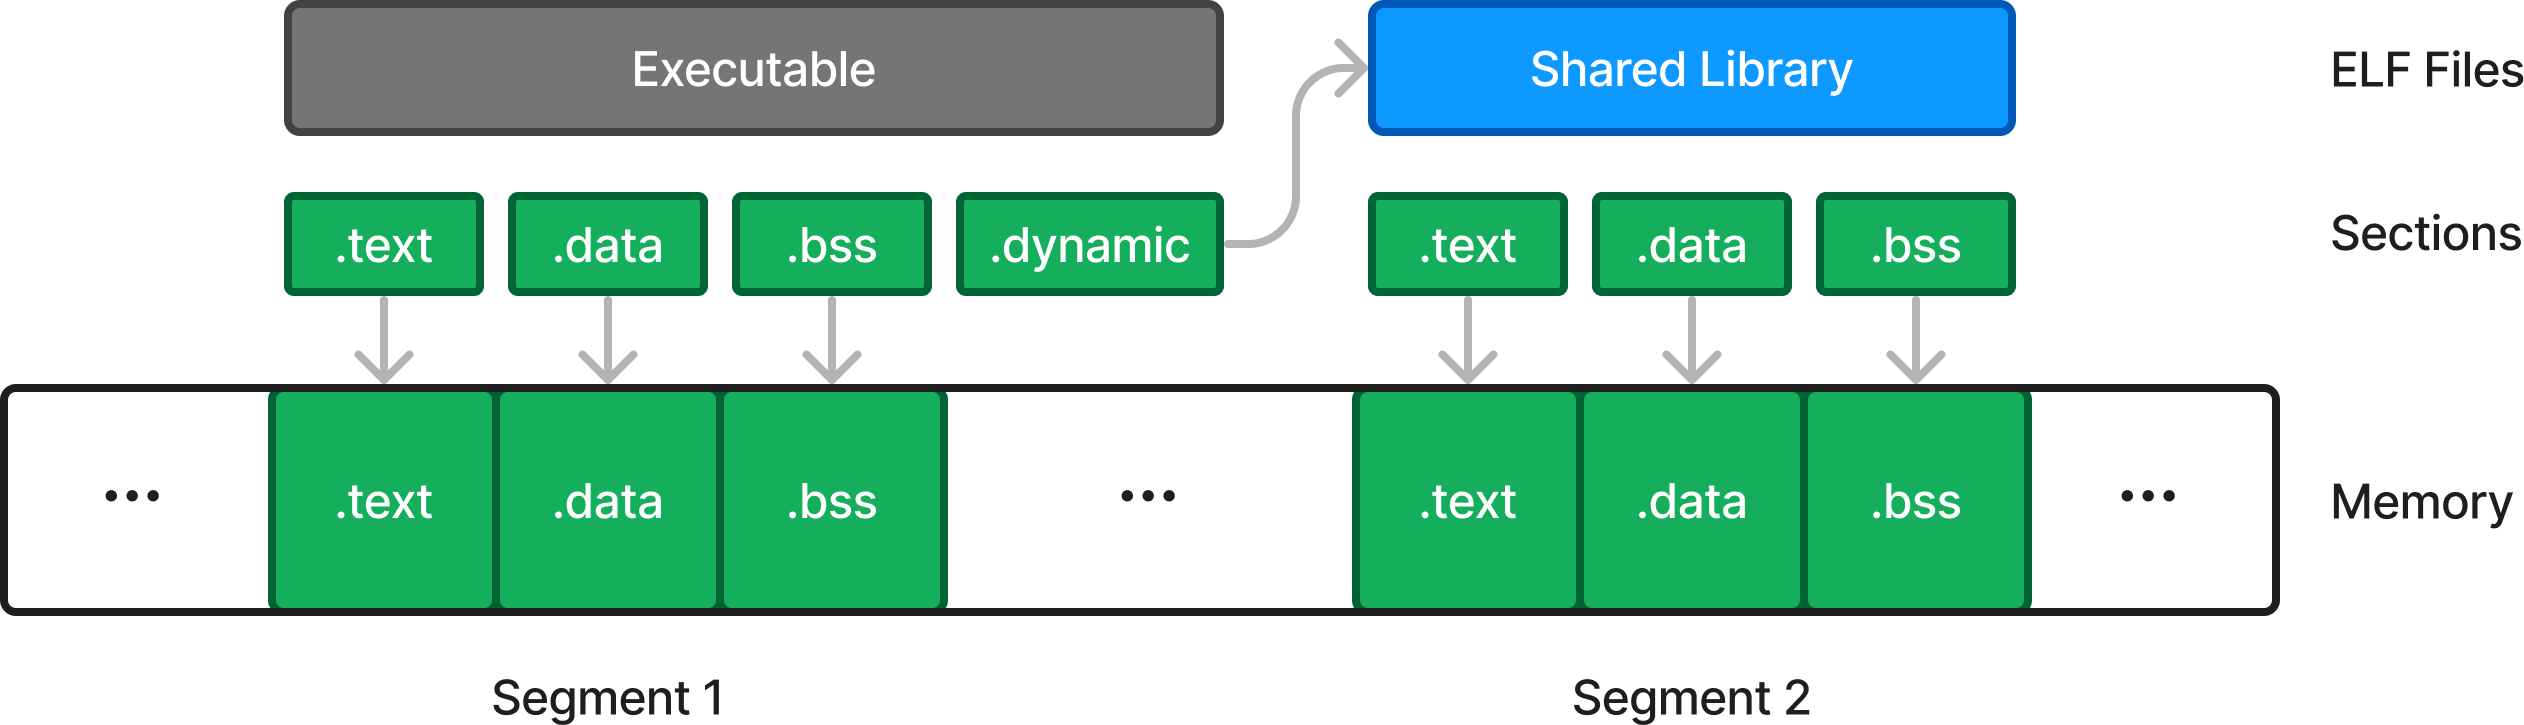 Executable
Shared Library
ELF Files
.text
.data
.bss
.dynamic
.text
.data
.bss
Sections
...
.text
.data
.bss
...
.text
.data
.bss
...
Memory
Segment 1
Segment 2